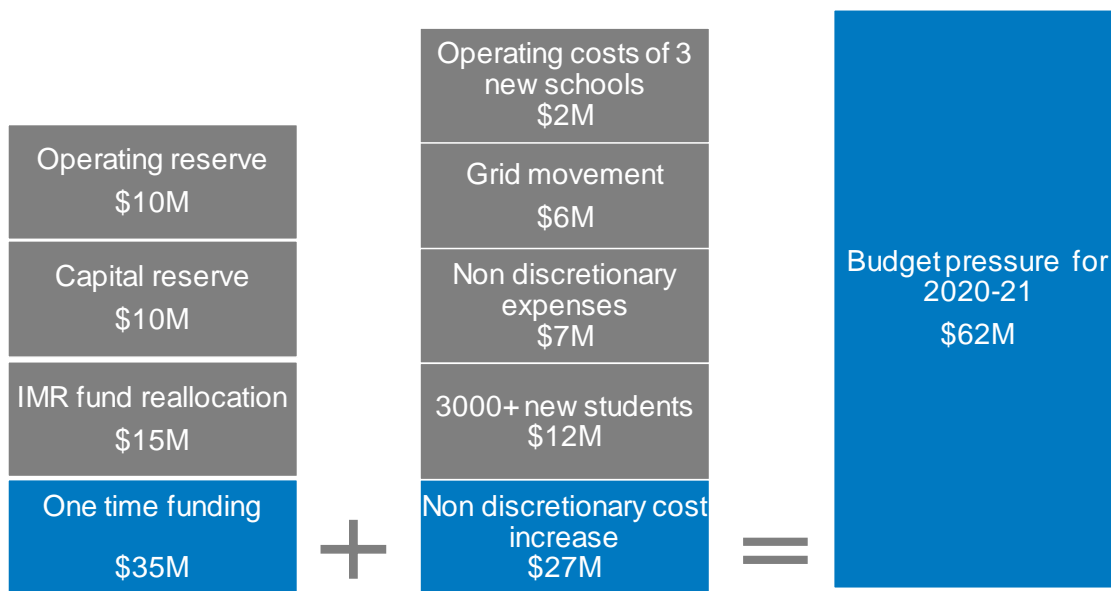 Operating reserve
$10M
Capital reserve
$10M
IMR fund reallocation
$15M
One time funding
$35M
+
Operating costs of 3
new schools
$2M
Grid movement
$6M
Non discretionary
expenses
$7M
3000+ new students
$12M
Non discretionary cost
increase
$27M
=
Budget pressure for
2020-21
$62M